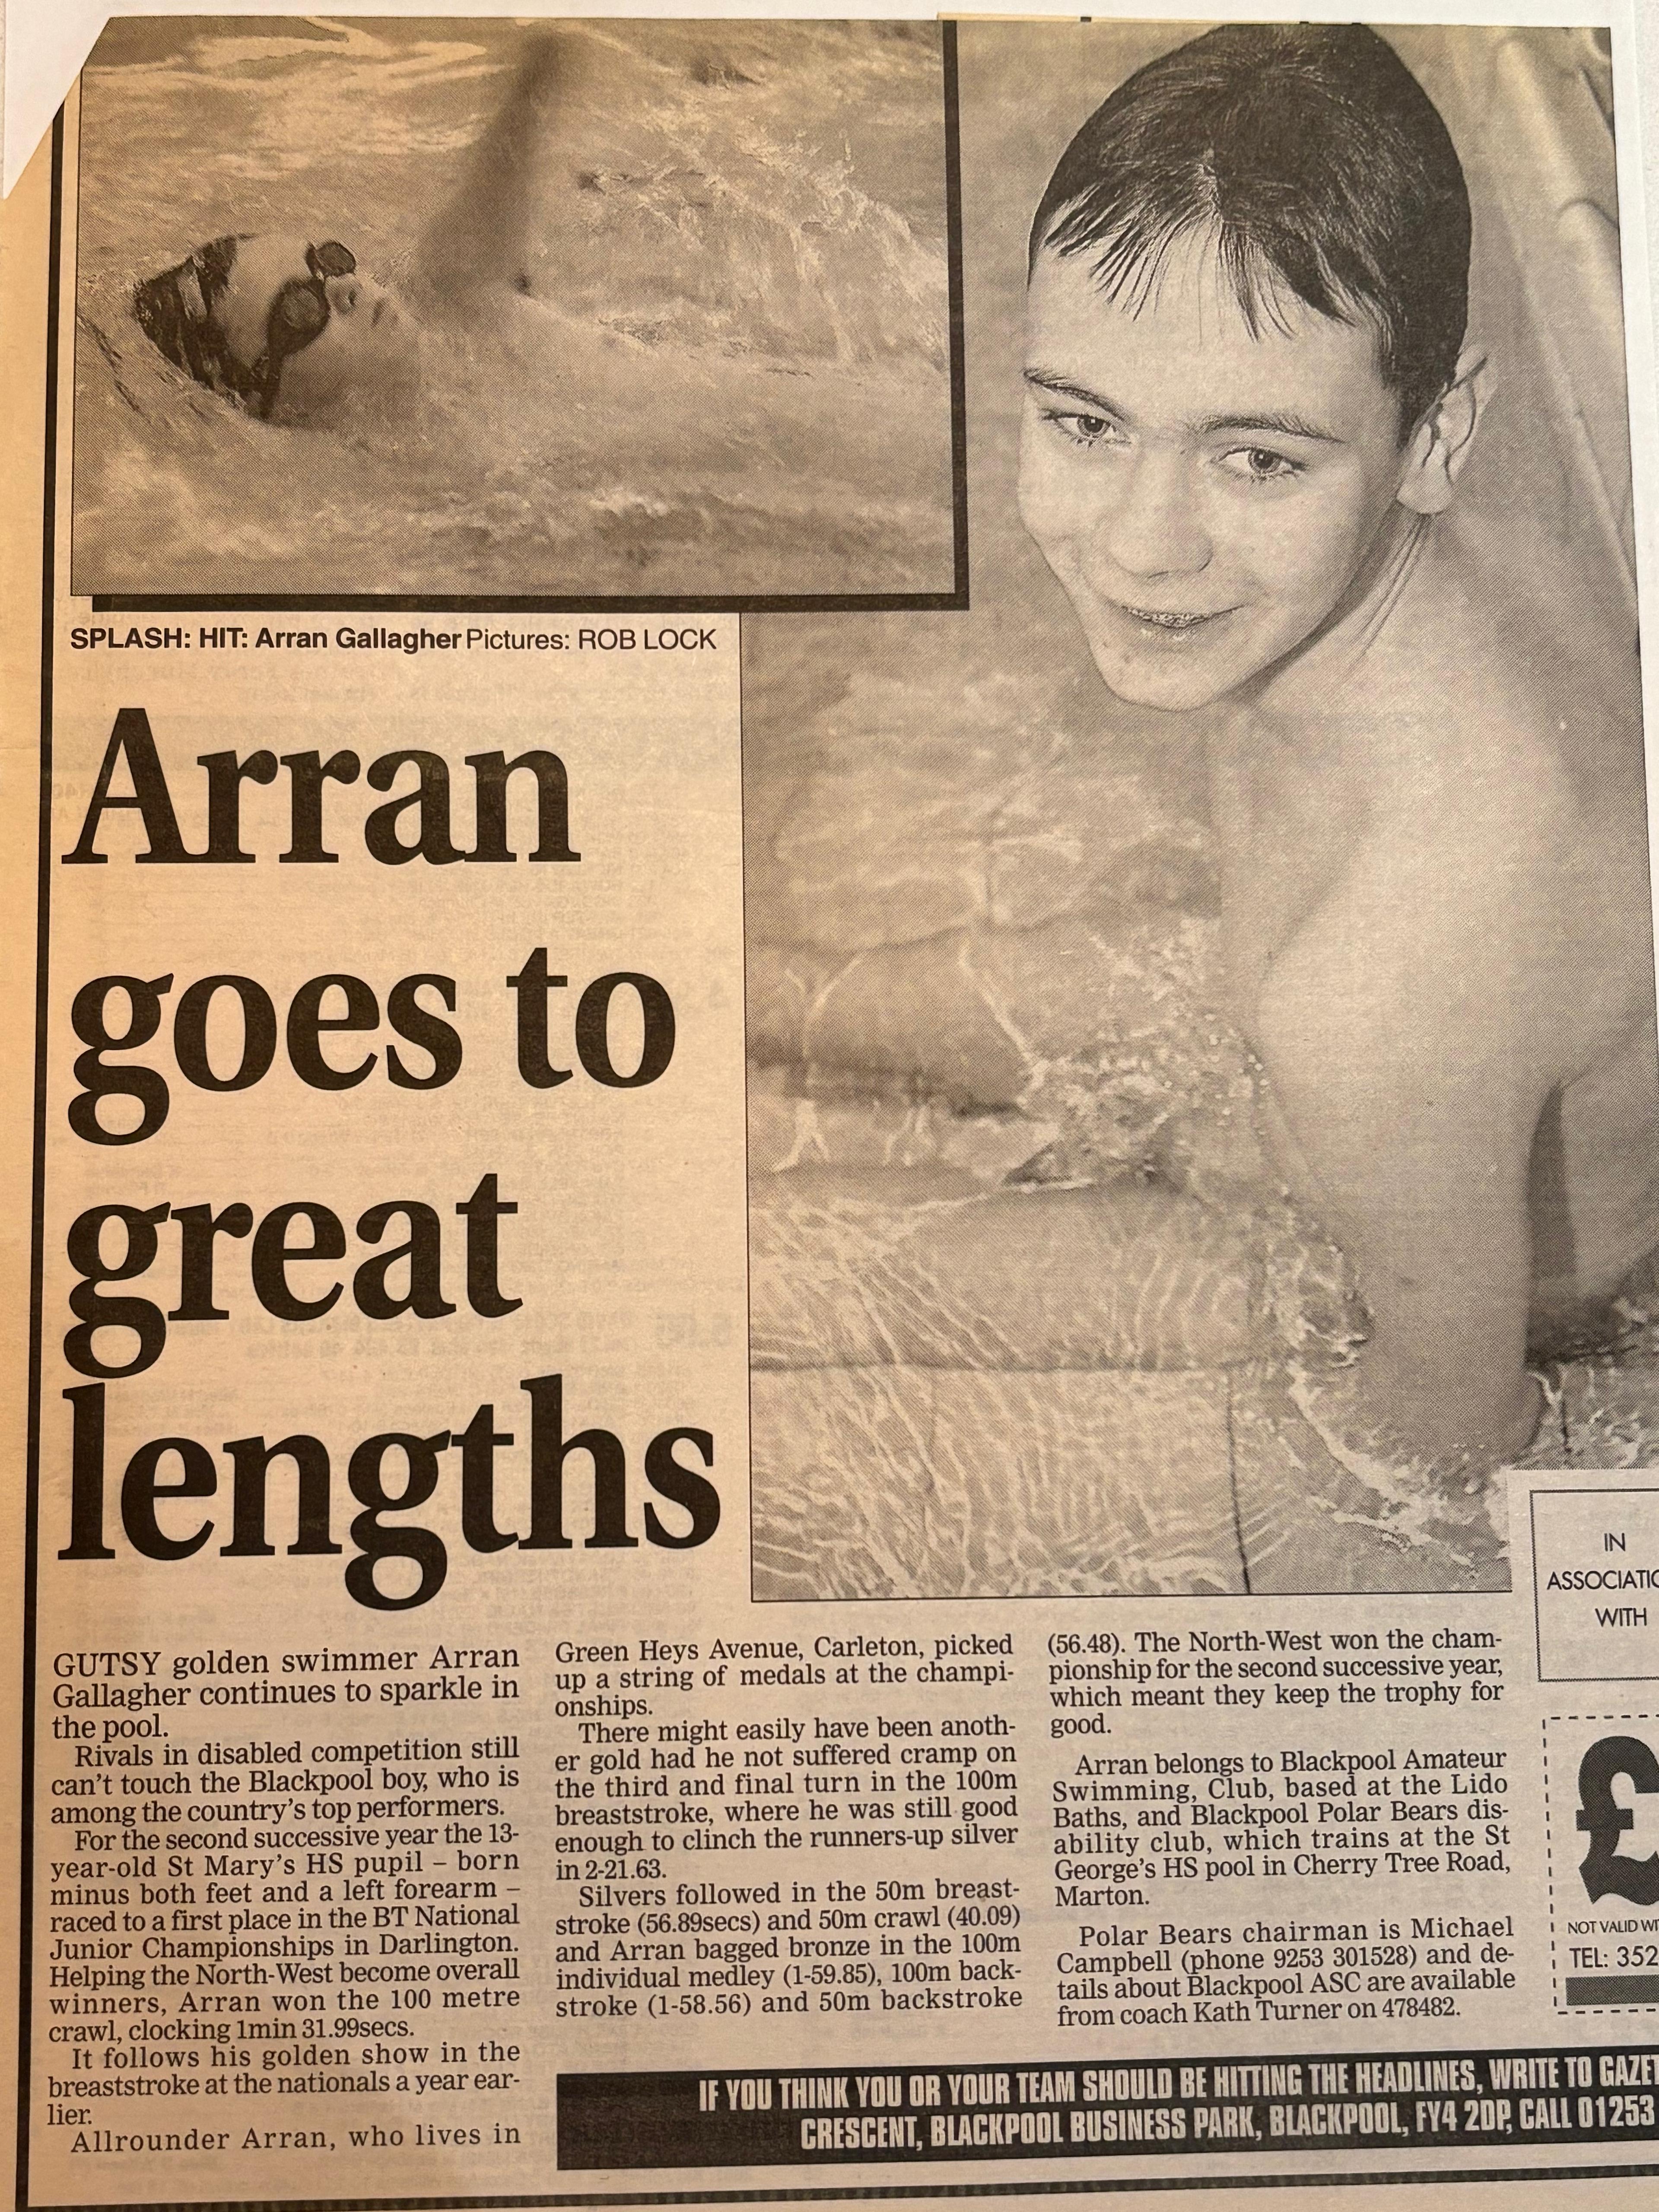 SPLASH: HIT: Arran Gallagher Pictures: ROB LOCK
Arran
goes to
great
lengths
GUTSY golden swimmer Arran
Gallagher continues to sparkle in
the pool.
Rivals in disabled competition still
can't touch the Blackpool boy, who is
among the country's top performers.
For the second successive year the 13-
year-old St Mary's HS pupil – born
minus both feet and a left forearm –
raced to a first place in the BT National
Junior Championships in Darlington.
Helping the North-West become overall
winners, Arran won the 100 metre
crawl, clocking 1min 31.99secs.
It follows his golden show in the
breaststroke at the nationals a year ear-
lier.
Allrounder Arran, who lives in
Green Heys Avenue, Carleton, picked
up a string of medals at the champi-
onships.
There might easily have been anoth-
er gold had he not suffered cramp on
the third and final turn in the 100m
breaststroke, where he was still good
enough to clinch the runners-up silver
in 2-21.63.
Silvers followed in the 50m breast-
stroke (56.89secs) and 50m crawl (40.09)
and Arran bagged bronze in the 100m
individual medley (1-59.85), 100m back-
stroke (1-58.56) and 50m backstroke
(56.48). The North-West won the cham-
pionship for the second successive year,
which meant they keep the trophy for
good.
Arran belongs to Blackpool Amateur
Swimming, Club, based at the Lido
Baths, and Blackpool Polar Bears dis-
ability club, which trains at the St
George's HS pool in Cherry Tree Road,
Marton.
Polar Bears chairman is Michael
Campbell (phone 9253 301528) and de-
tails about Blackpool ASC are available
from coach Kath Turner on 478482.
IN
ASSOCIATIO
WITH
£
NOT VALID WI
TEL: 352
IF YOU THINK YOU OR YOUR TEAM SHOULD BE HITTING THE HEADLINES, WRITE TO GAZET
CRESCENT, BLACKPOOL BUSINESS PARK, BLACKPOOL, FY4 2DP, CALL 01253